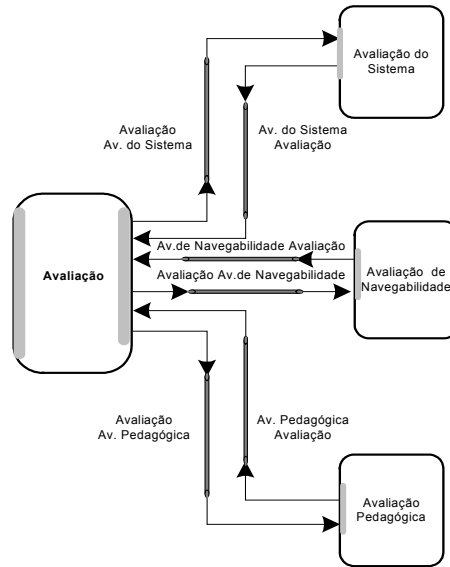 Avaliação do
Sistema
Avaliação
Av. do Sistema
Av. do Sistema
Avaliação
Av.de Navegabilidade Avaliação
Avaliação
Avaliação Av.de Navegabilidade
Avaliação de
Navegabilidade
Avaliação
Av. Pedagógica
Av. Pedagógica
Avaliação
Avaliação
Pedagógica